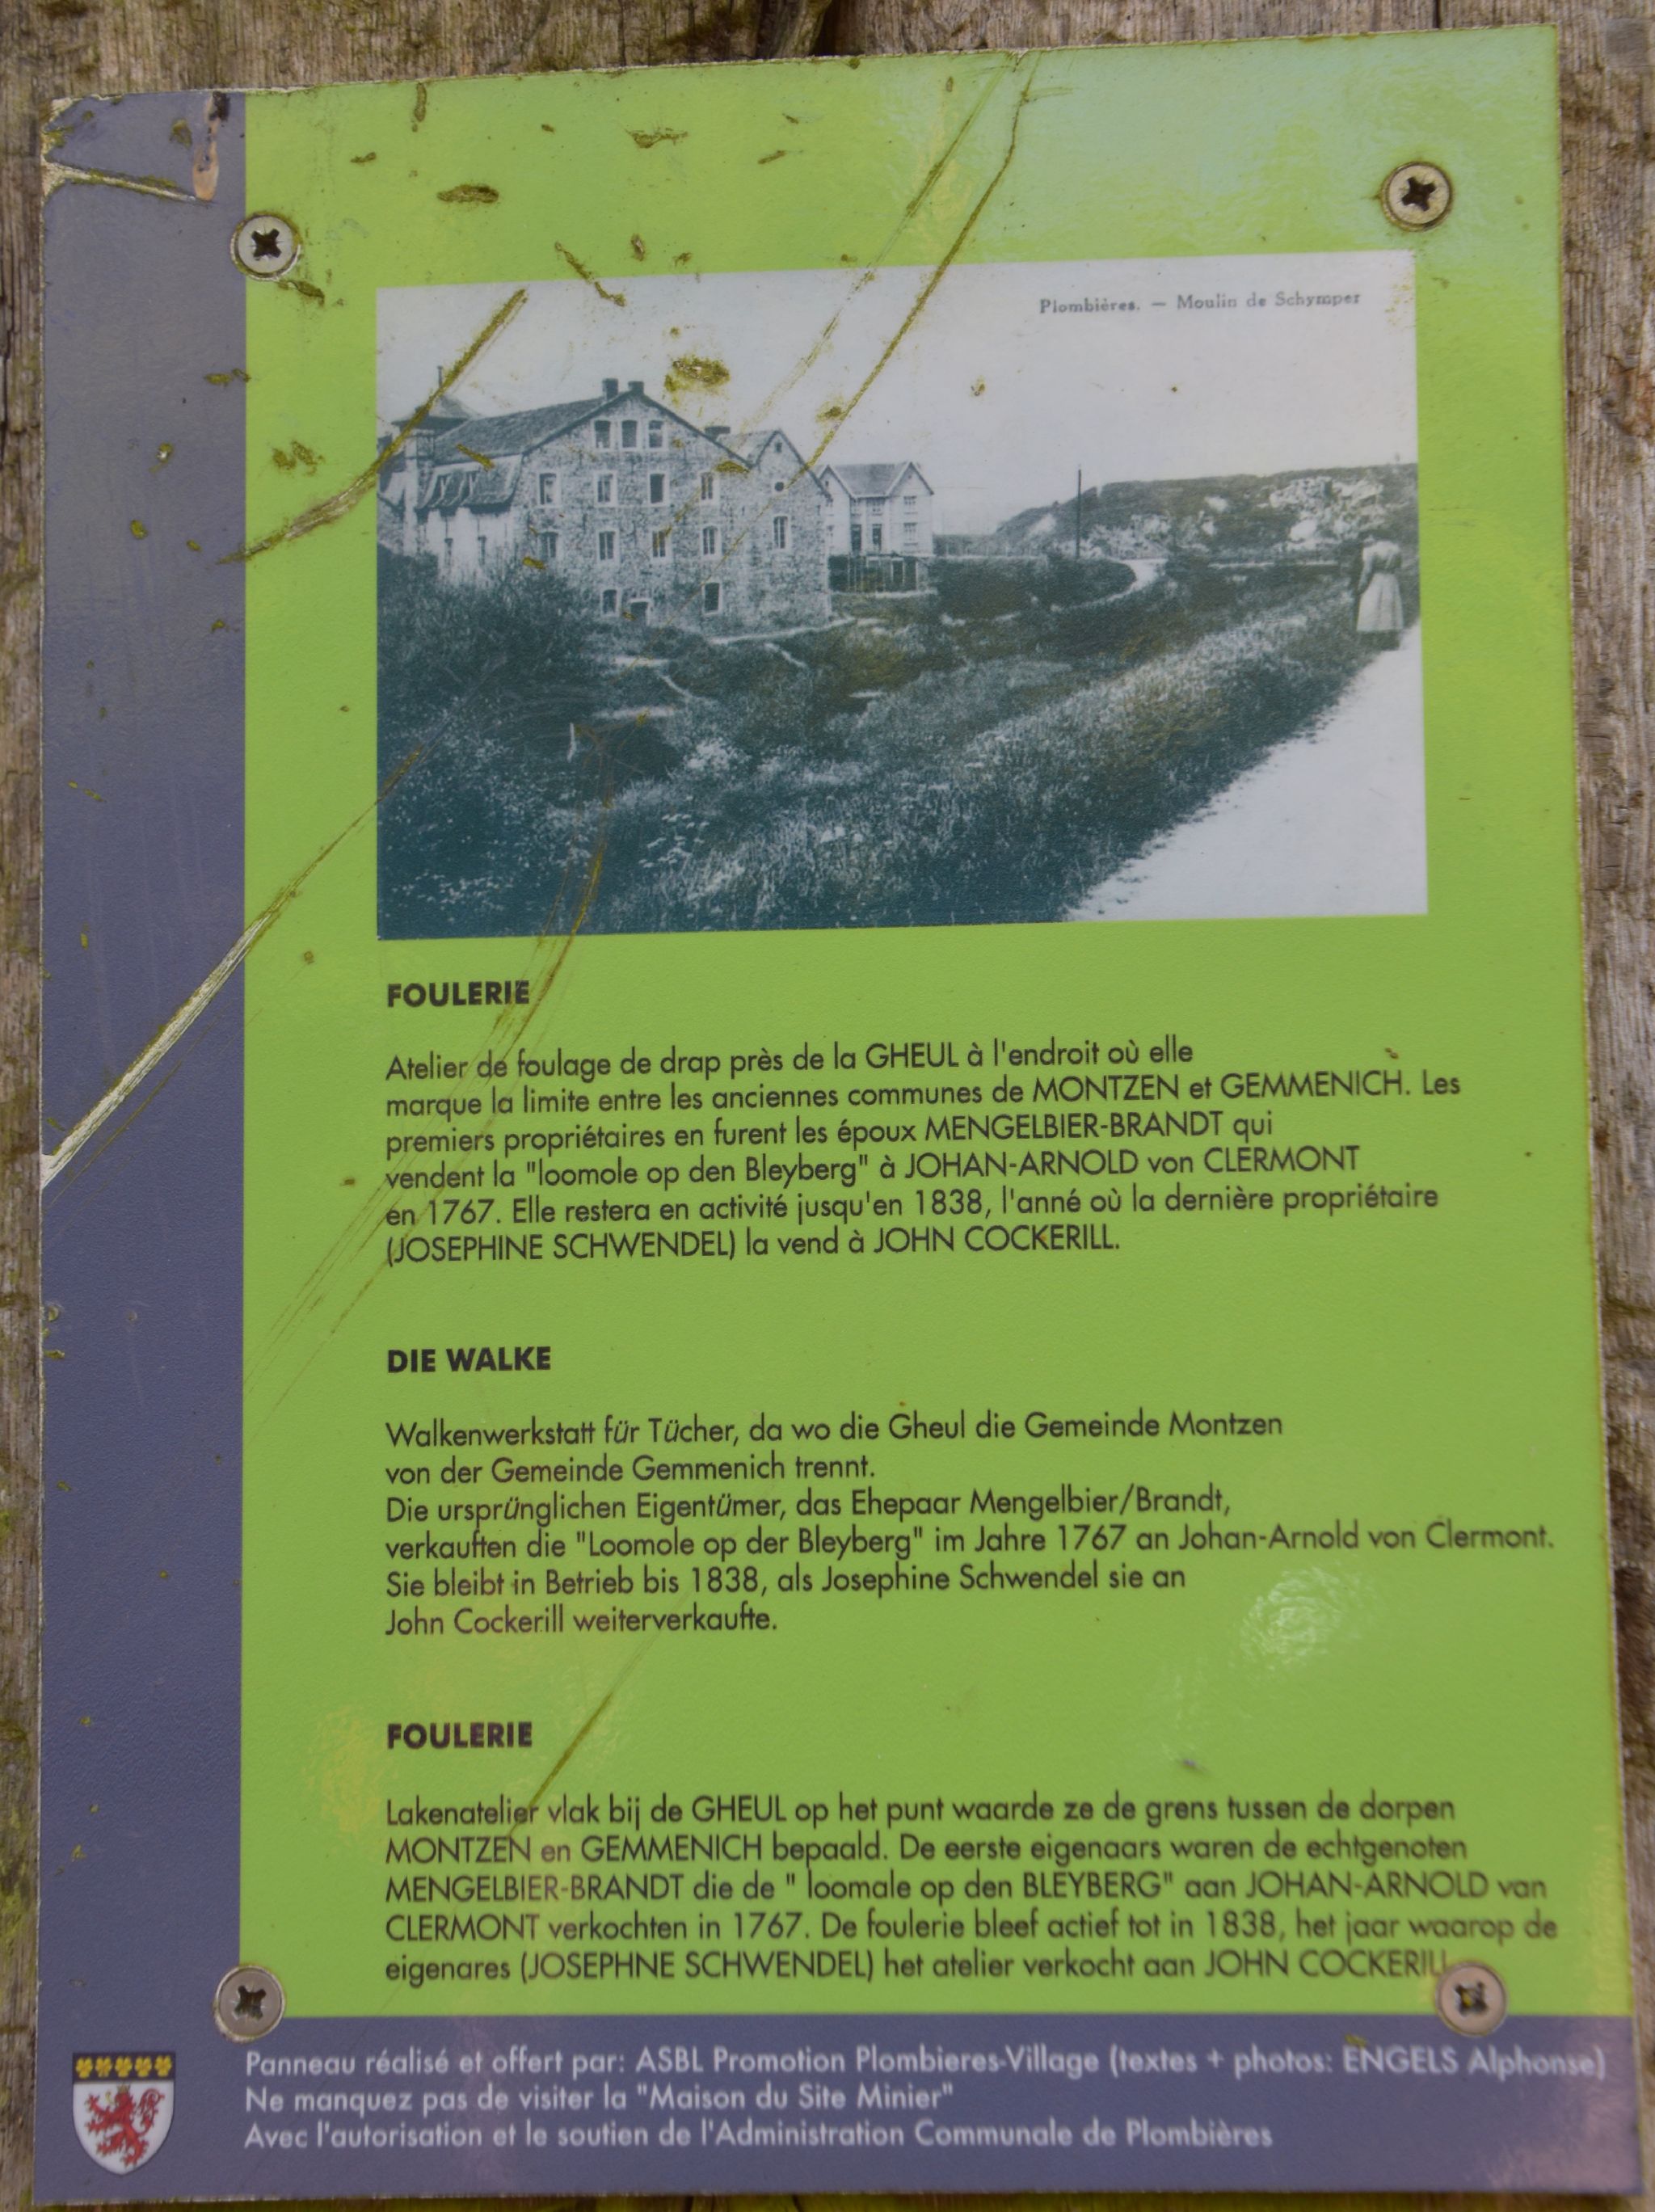 Plombières. — Moulin de Schymper
FOULERIE
Atelier de foulage de drap près de la GHEUL à l'endroit où elle
marque la limite entre les anciennes communes de MONTZEN et GEMMENICH. Les
premiers propriétaires en furent les époux MENGELBIER-BRANDT qui
vendent la "loomole op den Bleyberg" à JOHAN-ARNOLD von CLERMONT
en 1767. Elle restera en activité jusqu'en 1838, l'anné où la dernière propriétaire
(JOSEPHINE SCHWENDEL) la vend à JOHN COCKERILL.
DIE WALKE
Walkenwerkstatt für Tücher, da wo die Gheul die Gemeinde Montzen
von der Gemeinde Gemmenich trennt.
Die ursprünglichen Eigentümer, das Ehepaar Mengelbier/Brandt,
verkauften die "Loomole op der Bleyberg" im Jahre 1767 an Johan-Arnold von Clermont.
Sie bleibt in Betrieb bis 1838, als Josephine Schwendel sie an
John Cockerill weiterverkaufte.
FOULERIE
Lakenatelier vlak bij de GHEUL op het punt waarde ze de grens tussen de dorpen
MONTZEN en GEMMENICH bepaald. De eerste eigenaars waren de echtgenoten
MENGELBIER-BRANDT die de " loomale op den BLEYBERG" aan JOHAN-ARNOLD van
CLERMONT verkochten in 1767. De foulerie bleef actief tot in 1838, het jaar waarop de
eigenares (JOSEPHNE SCHWENDEL) het atelier verkocht aan JOHN COCKERILL
Panneau réalisé et offert par: ASBL Promotion Plombieres-Village (textes + photos: ENGELS Alphonse)
Ne manquez pas de visiter la "Maison du Site Minier"
Avec l'autorisation et le soutien de l'Administration Communale de Plombières